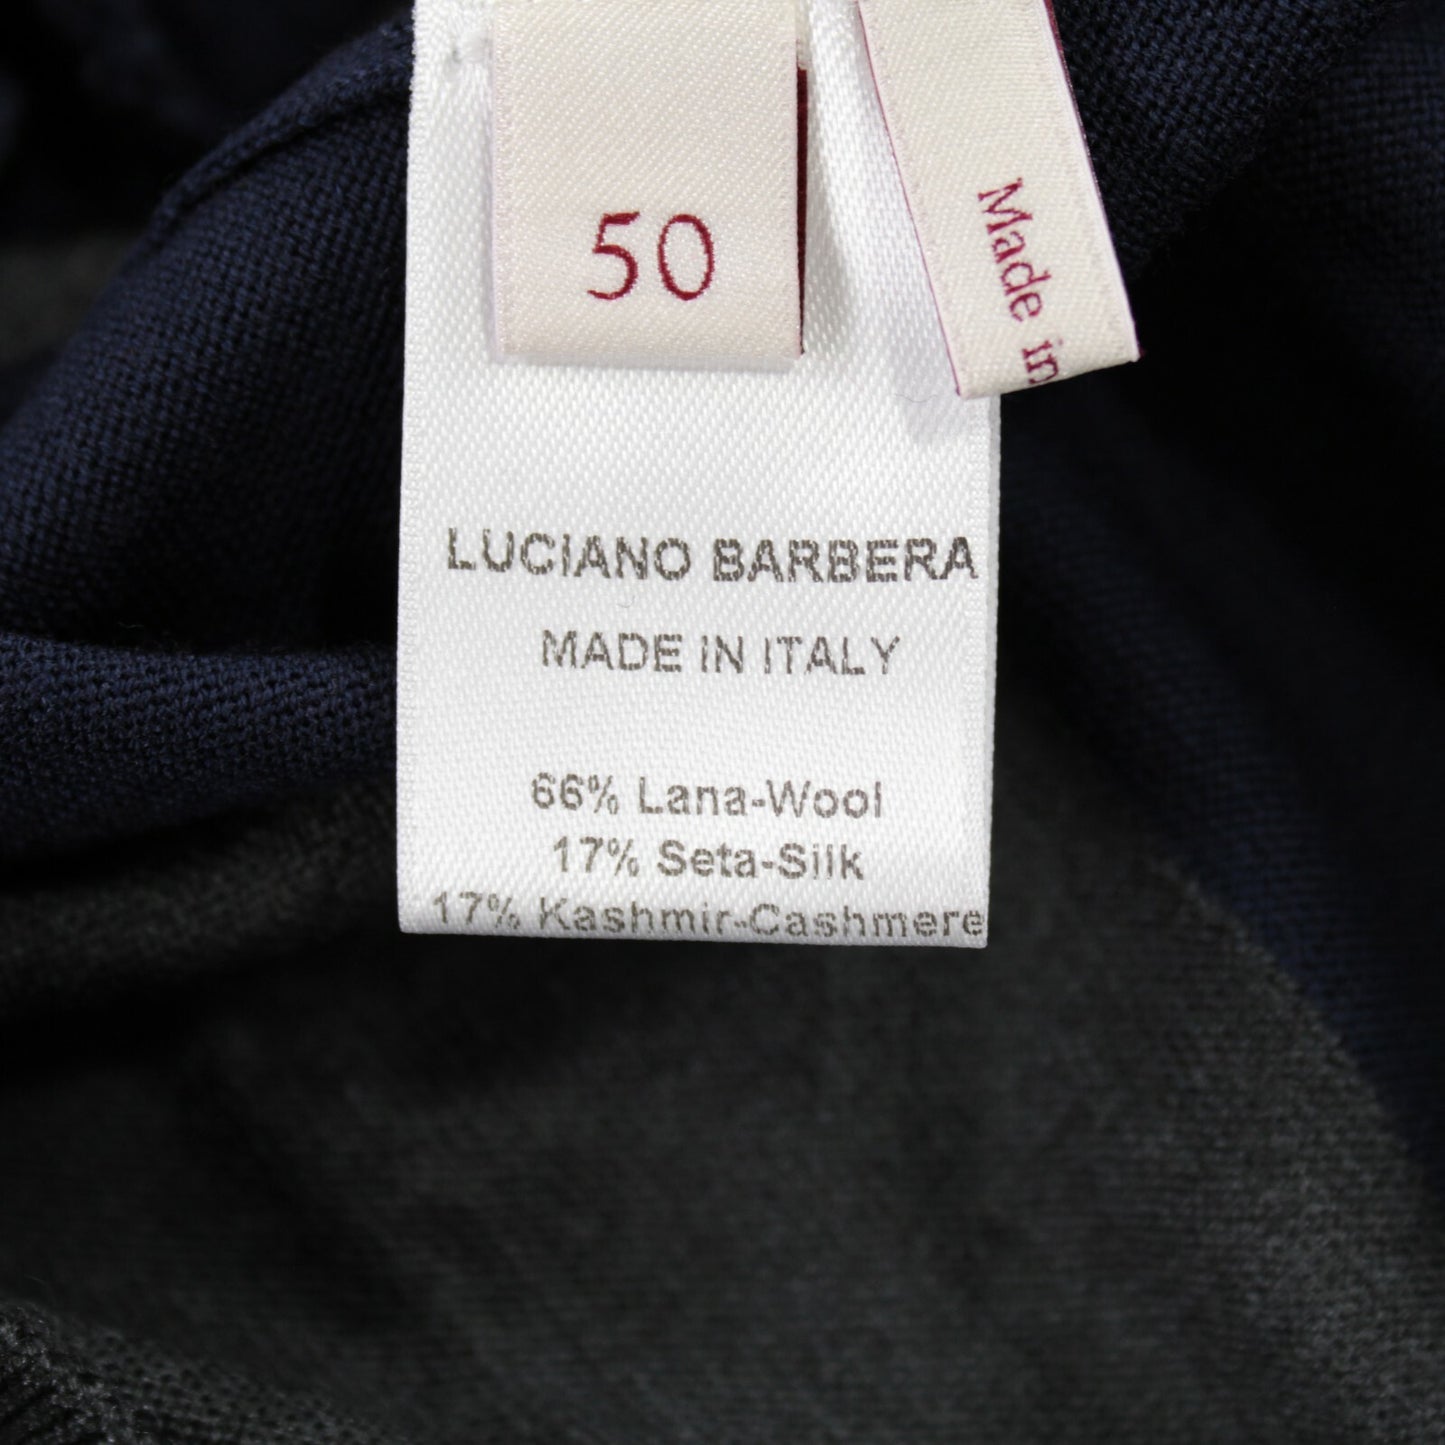 50
Made in
LUCIANO BARBERA
MADE IN ITALY
66% Lana-Wool
17% Seta-Silk
17% Kashmir-Cashmere